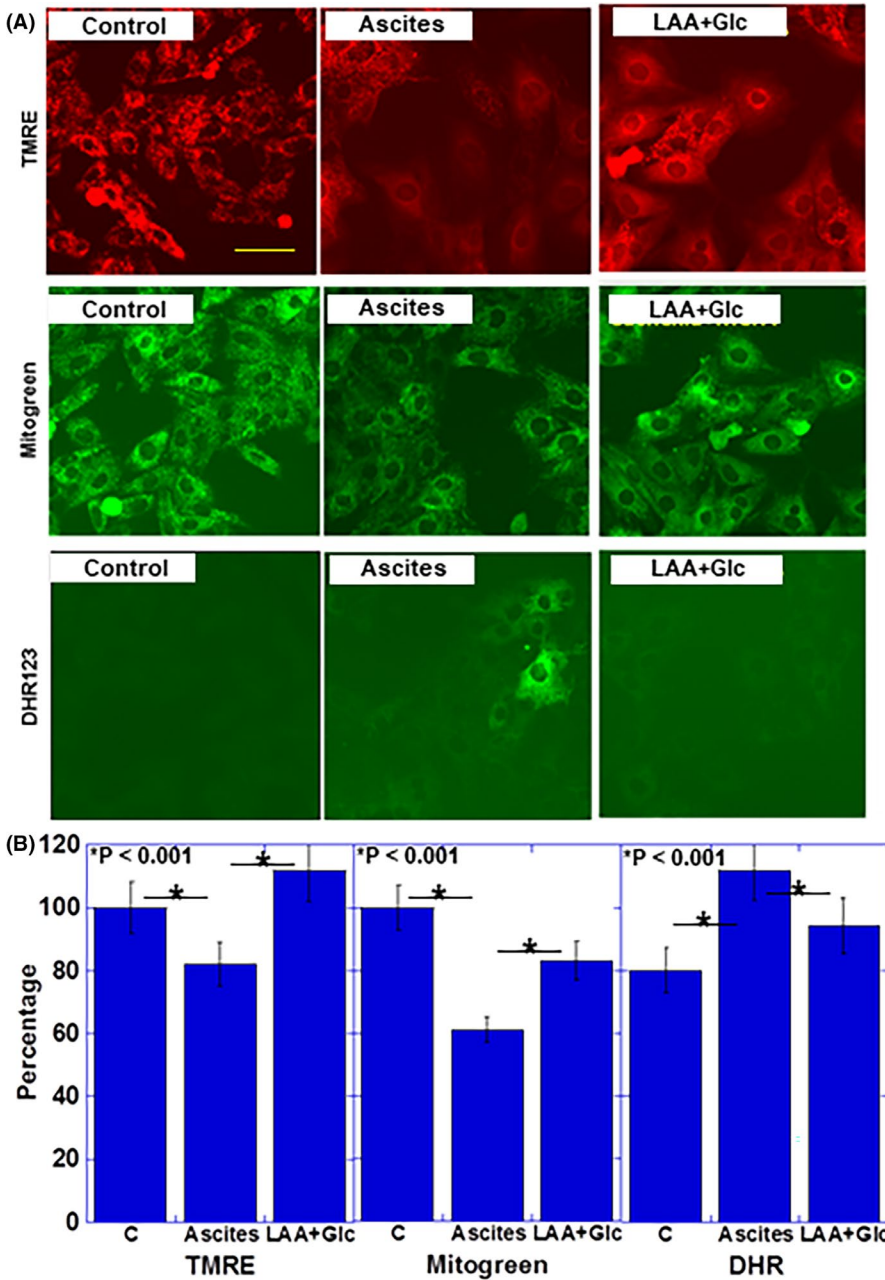 (A)
Control Ascites LAA+Glc
TMRE
Control Ascites LAA+Glc
Mitogreen
Control Ascites LAA+Glc
DHR123
(B)
120
100
80
60
40
20
0
Percentage
*P < 0.001 *P < 0.001 *P < 0.001
* * * * * *
C Ascites LAA+Glc C Ascites LAA+Glc C Ascites LAA+Glc
TMRE Mitogreen DHR